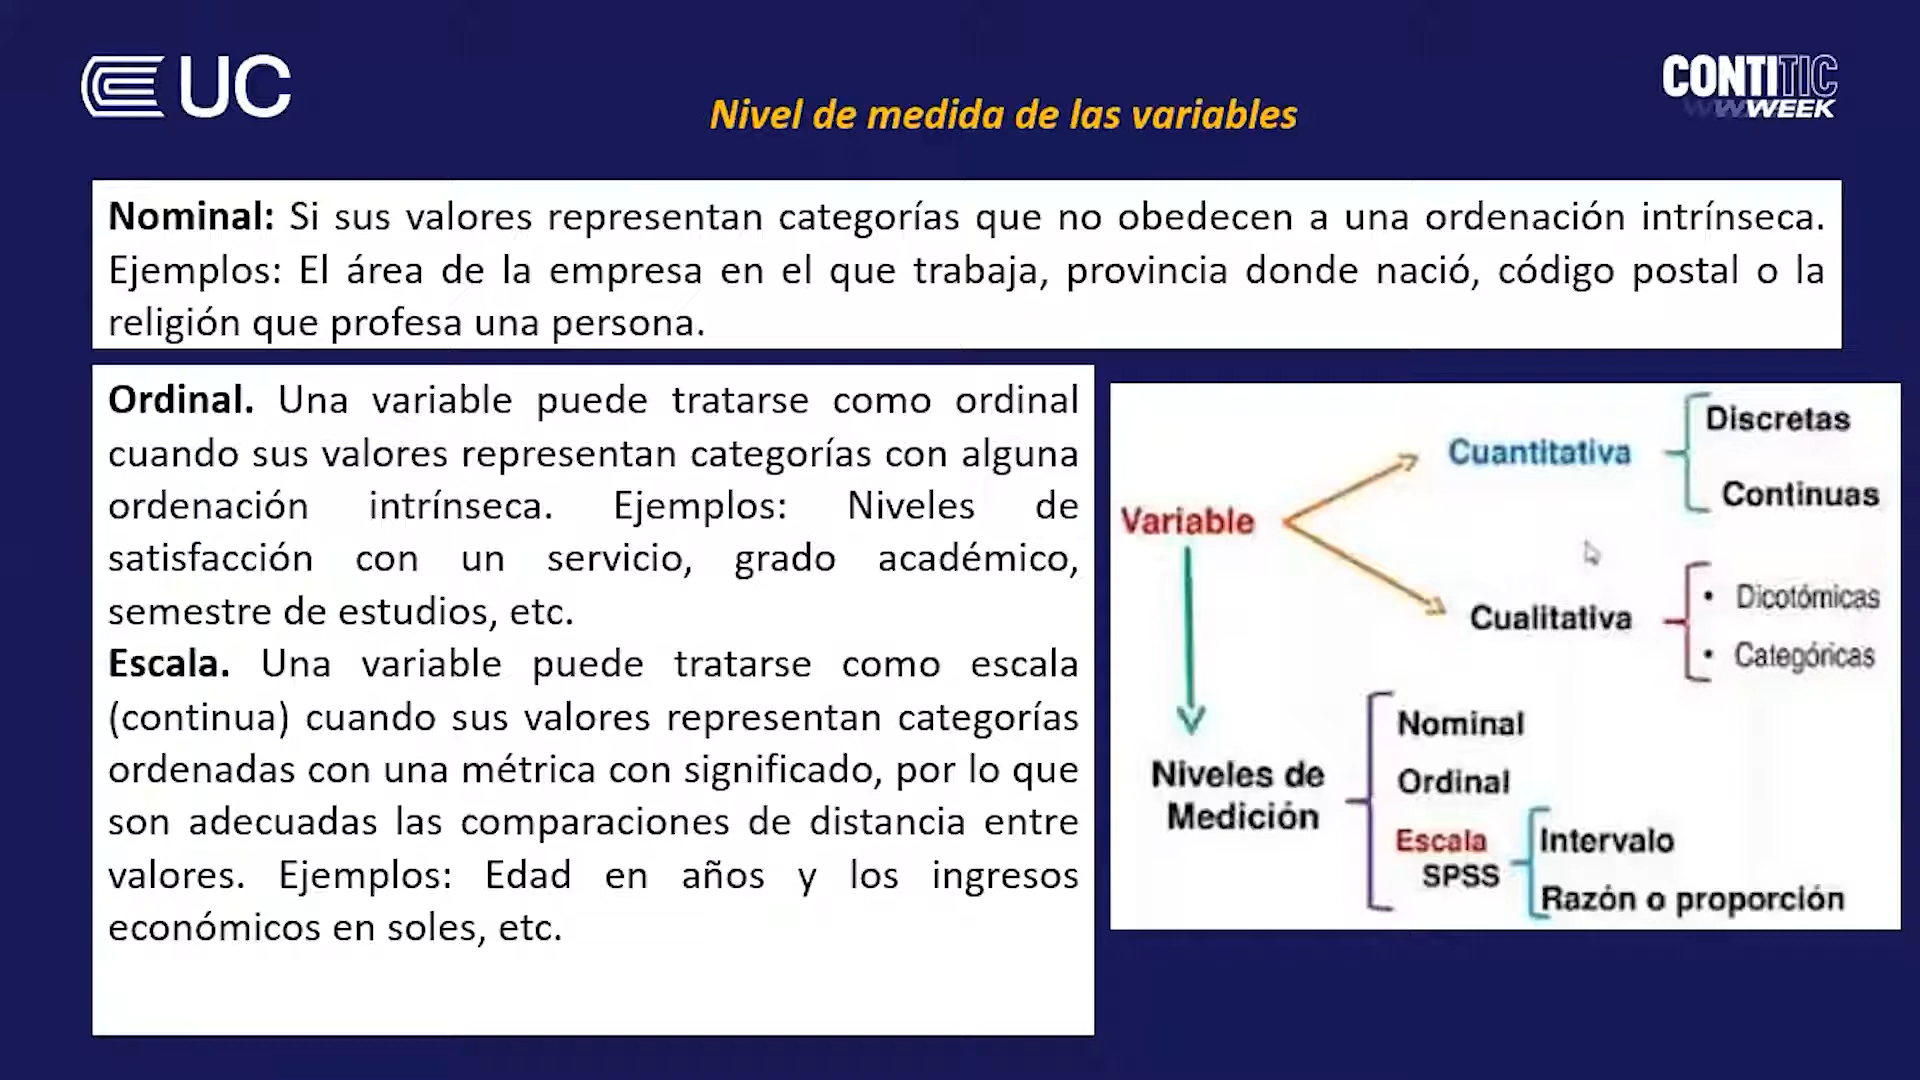 UC
CONTITIC
WWWEEK
Nivel de medida de las variables
Nominal: Si sus valores representan categorías que no obedecen a una ordenación intrínseca.
Ejemplos: El área de la empresa en el que trabaja, provincia donde nació, código postal o la
religión que profesa una persona.
Ordinal. Una variable puede tratarse como ordinal
cuando sus valores representan categorías con alguna
ordenación intrínseca. Ejemplos: Niveles de
satisfacción con un servicio, grado académico,
semestre de estudios, etc.
Escala. Una variable puede tratarse como escala
(continua) cuando sus valores representan categorías
ordenadas con una métrica con significado, por lo que
son adecuadas las comparaciones de distancia entre
valores. Ejemplos: Edad en años y los ingresos
económicos en soles, etc.
Variable
Cuantitativa
Discretas
Continuas
Cualitativa
• Dicotómicas
• Categóricas
Niveles de
Medición
Nominal
Ordinal
Escala
SPSS
Intervalo
Razón o proporción